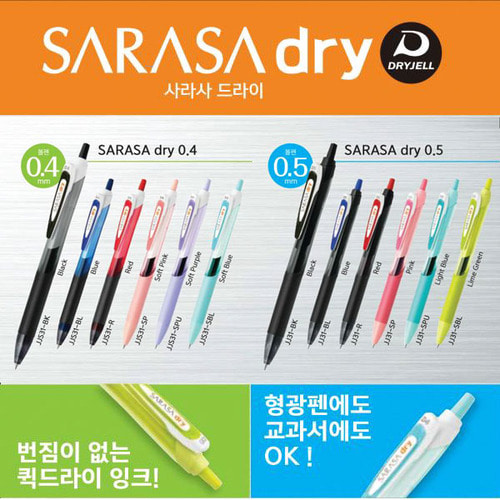 SARASA dry
DRYJELL
사라사 드라이
볼펜
0.4
mm
SARASA dry 0.4
Black
Blue
Red
Soft Pink
Soft Purple
Soft Blue
JJS31-BK
JJS31-BL
JJS31-R
JJS31-SP
JJS31-SPU
JJS31-SBL
볼펜
0.5
mm
SARASA dry 0.5
Black
Blue
Red
Pink
Light Blue
Lime Green
JJ31-BK
JJ31-BL
JJ31-R
JJ31-SP
JJ31-SPU
JJ31-SBL
번짐이 없는
퀵드라이 잉크!
형광펜에도
교과서에도
OK !